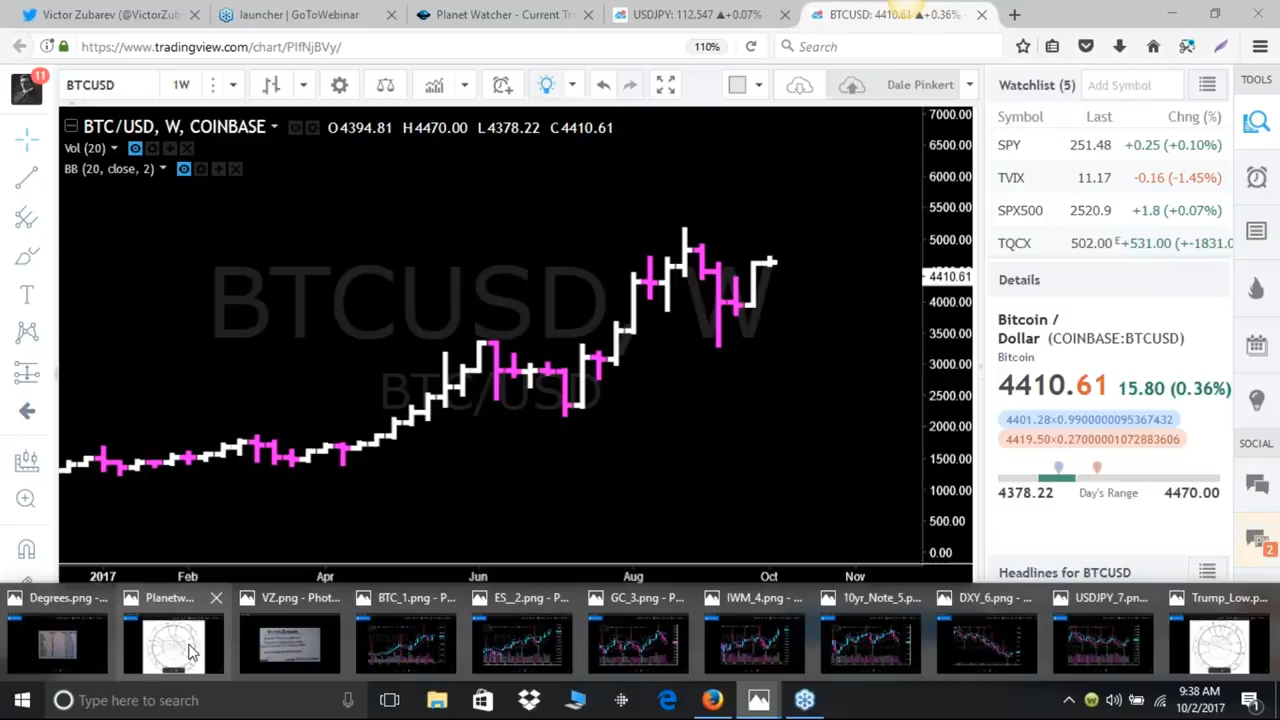 Victor Zubarev (@VictorZub
launcher | GoToWebinar
Planet Watcher - Current Tr
USDJPY: 112.547 ▲+0.07%
BTCUSD: 4410.61 ▲+0.36%
https://www.tradingview.com/chart/PIfNjBVy/
110%
Search
11
BTCUSD
1W
Dale Pinkert
BTC/USD, W, COINBASE
O4394.81 H4470.00 L4378.22 C4410.61
Vol (20)
BB (20, close, 2)
BTCUSD, W
BTC/USD
7000.00
6500.00
6000.00
5500.00
5000.00
4410.61
4000.00
3500.00
3000.00
2500.00
2000.00
1500.00
1000.00
500.00
0.00
2017 Feb Apr Jun Aug Oct Nov
Watchlist (5)
Add Symbol
Symbol Last Chng (%)
SPY 251.48 +0.25 (+0.10%)
TVIX 11.17 -0.16 (-1.45%)
SPX500 2520.9 +1.8 (+0.07%)
TQCX 502.00 E+531.00 (+-1831.0
Details
Bitcoin /
Dollar (COINBASE:BTCUSD)
Bitcoin
4410.61 15.80 (0.36%)
4401.28x0.9900000095367432
4419.50x0.27000001072883606
4378.22 Day's Range 4470.00
Headlines for BTCUSD
TOOLS
SOCIAL
2
Degrees.png-...
Planetw...
VZ.png - Phot...
BTC_1.png - P...
ES_2.png - P...
GC_3.png - P...
IWM_4.png - ...
10yr_Note_5.p...
DXY_6.png - ...
USDJPY_7.pn...
Trump_Low.p...
Type here to search
9:38 AM
10/2/2017
1